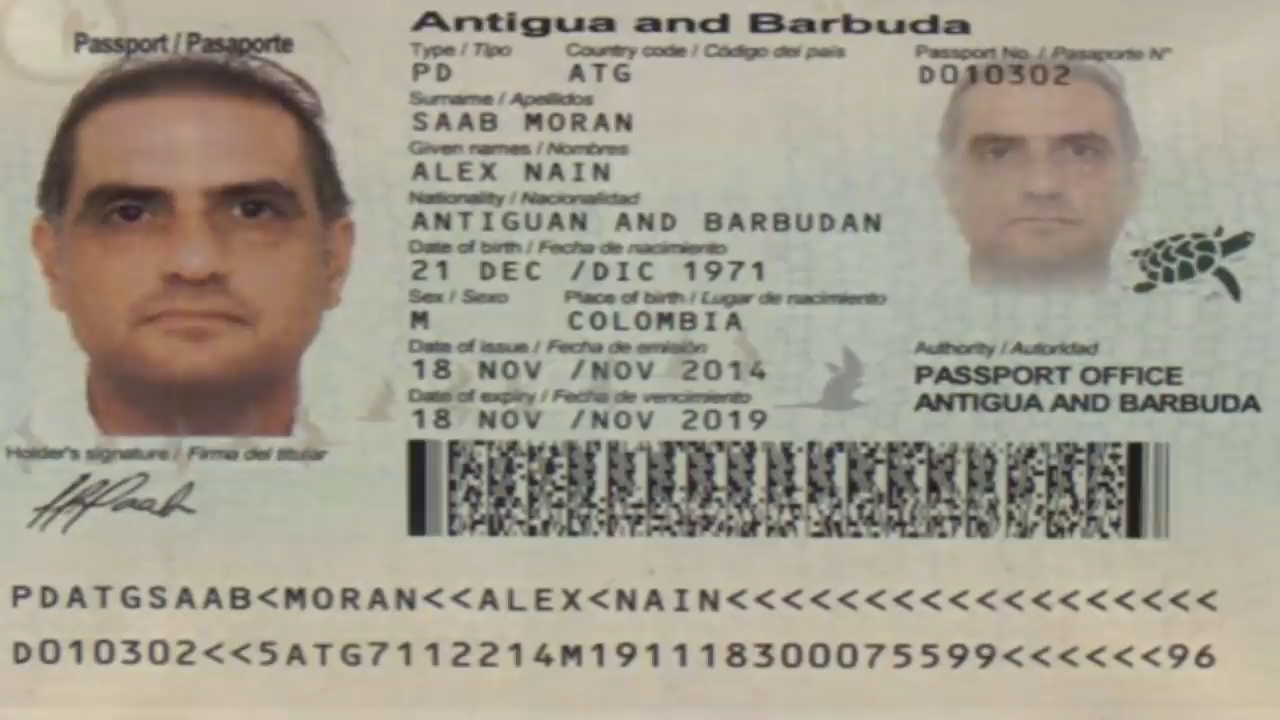 Passport / Pasaporte
Antigua and Barbuda
Type / Tipo Country code / Código del país Passport No. / Pasaporte N°
PD ATG D010302
Surname / Apellidos
SAAB MORAN
Given names / Nombres
ALEX NAIN
Nationality / Nacionalidad
ANTIGUAN AND BARBUDAN
Date of birth / Fecha de nacimiento
21 DEC /DIC 1971
Sex / Sexo Place of birth / Lugar de nacimiento
M COLOMBIA
Date of issue / Fecha de emisión
18 NOV /NOV 2014
Date of expiry / Fecha de vencimiento
18 NOV /NOV 2019
Authority / Autoridad
PASSPORT OFFICE
ANTIGUA AND BARBUDA
Holder's signature / Firma del titular
PDATGSAAB<MORAN<<ALEX<NAIN<<<<<<<<<<<<<<<<<<
D010302<<5ATG7112214M191118300075599<<<<<<96